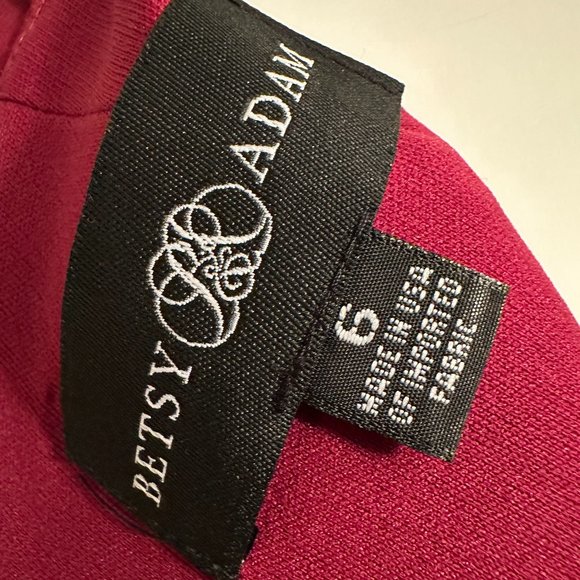 BETSY & ADAM
6
MADE IN USA
OF IMPORTED
FABRIC